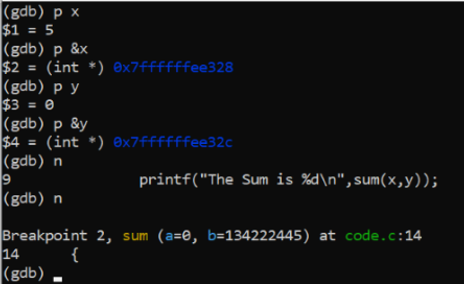 (gdb) p x
$1 = 5
(gdb) p &x
$2 = (int *) 0x7ffffffee328
(gdb) p y
$3 = 0
(gdb) p &y
$4 = (int *) 0x7ffffffee32c
(gdb) n
9               printf("The Sum is %d\n",sum(x,y));
(gdb) n

Breakpoint 2, sum (a=0, b=134222445) at code.c:14
14      {
(gdb)